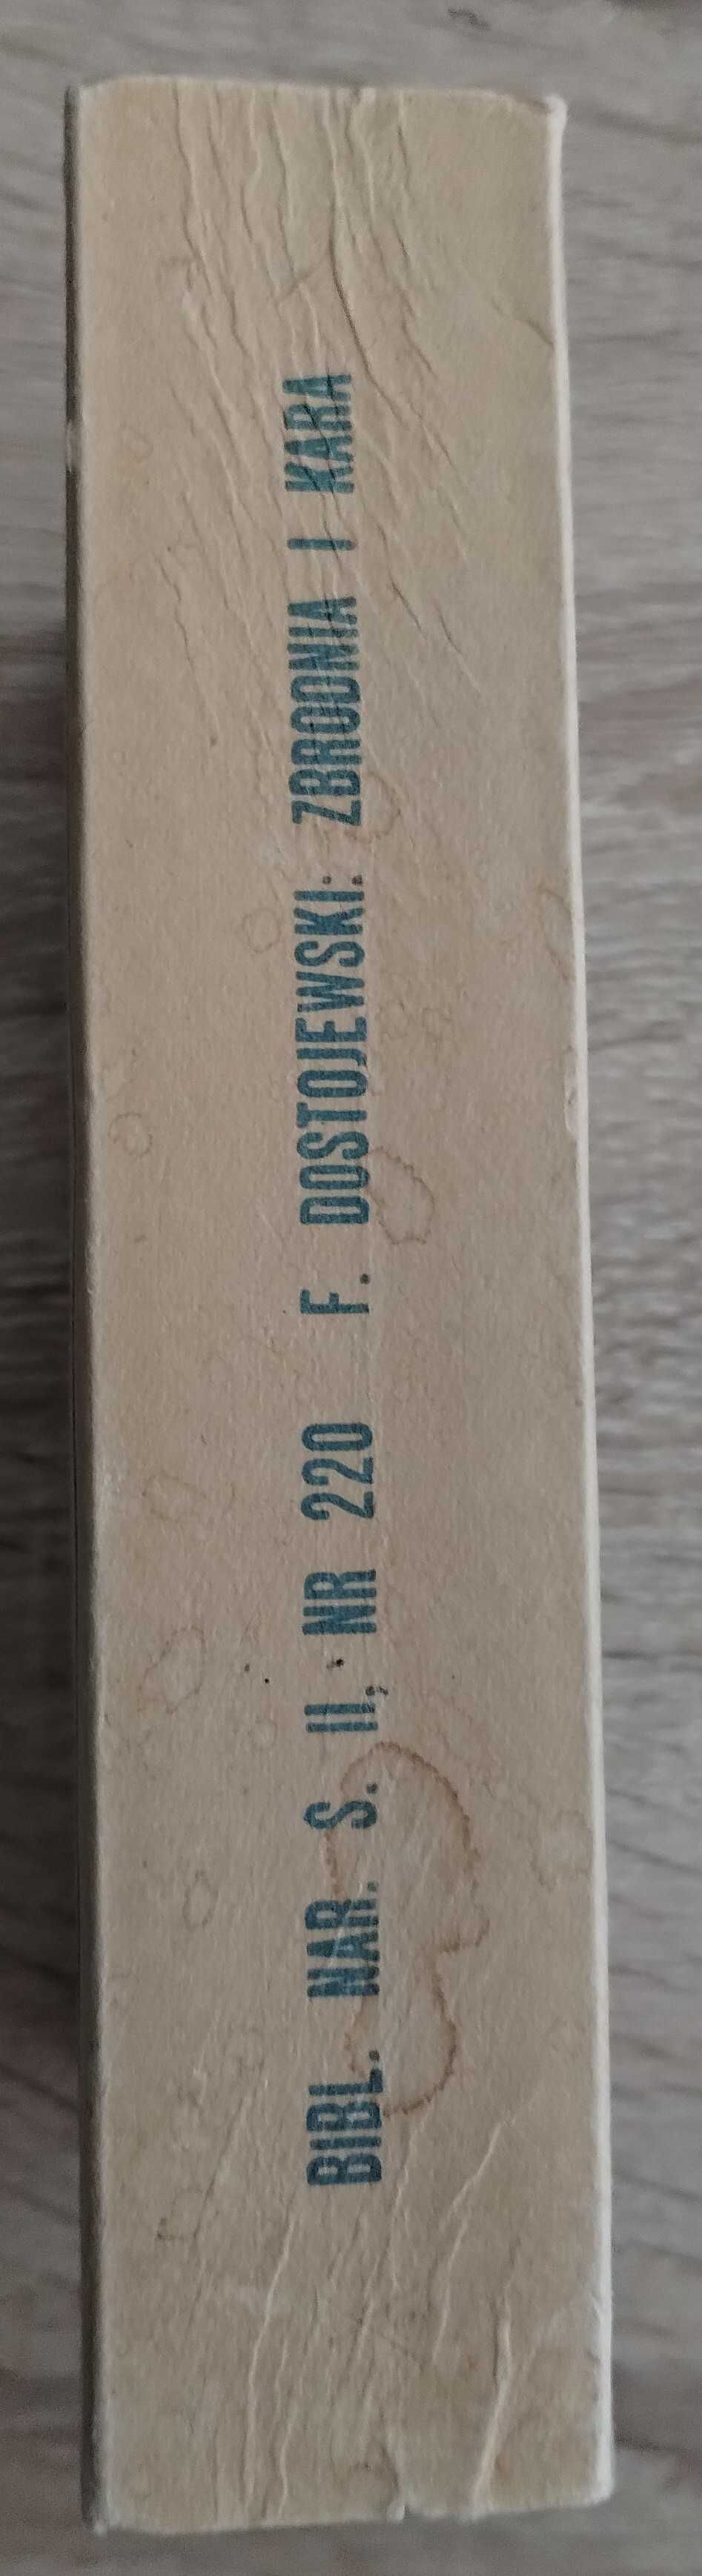 BIBL. NAR. S. II, NR 220 F. DOSTOJEWSKI: ZBRODNIA I KARA